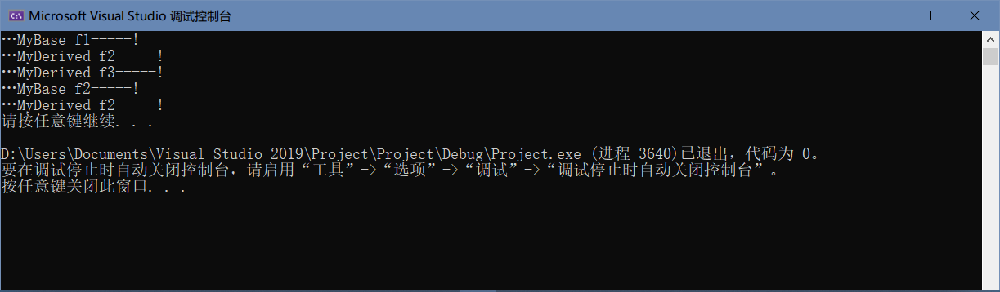 Microsoft Visual Studio 调试控制台
…MyBase f1-----!
…MyDerived f2-----!
…MyDerived f3-----!
…MyBase f2-----!
…MyDerived f2-----!
请按任意键继续. . .
D:\Users\Documents\Visual Studio 2019\Project\Project\Debug\Project.exe (进程 3640)已退出，代码为 0。
要在调试停止时自动关闭控制台，请启用“工具”->“选项”->“调试”->“调试停止时自动关闭控制台”。
按任意键关闭此窗口. . .